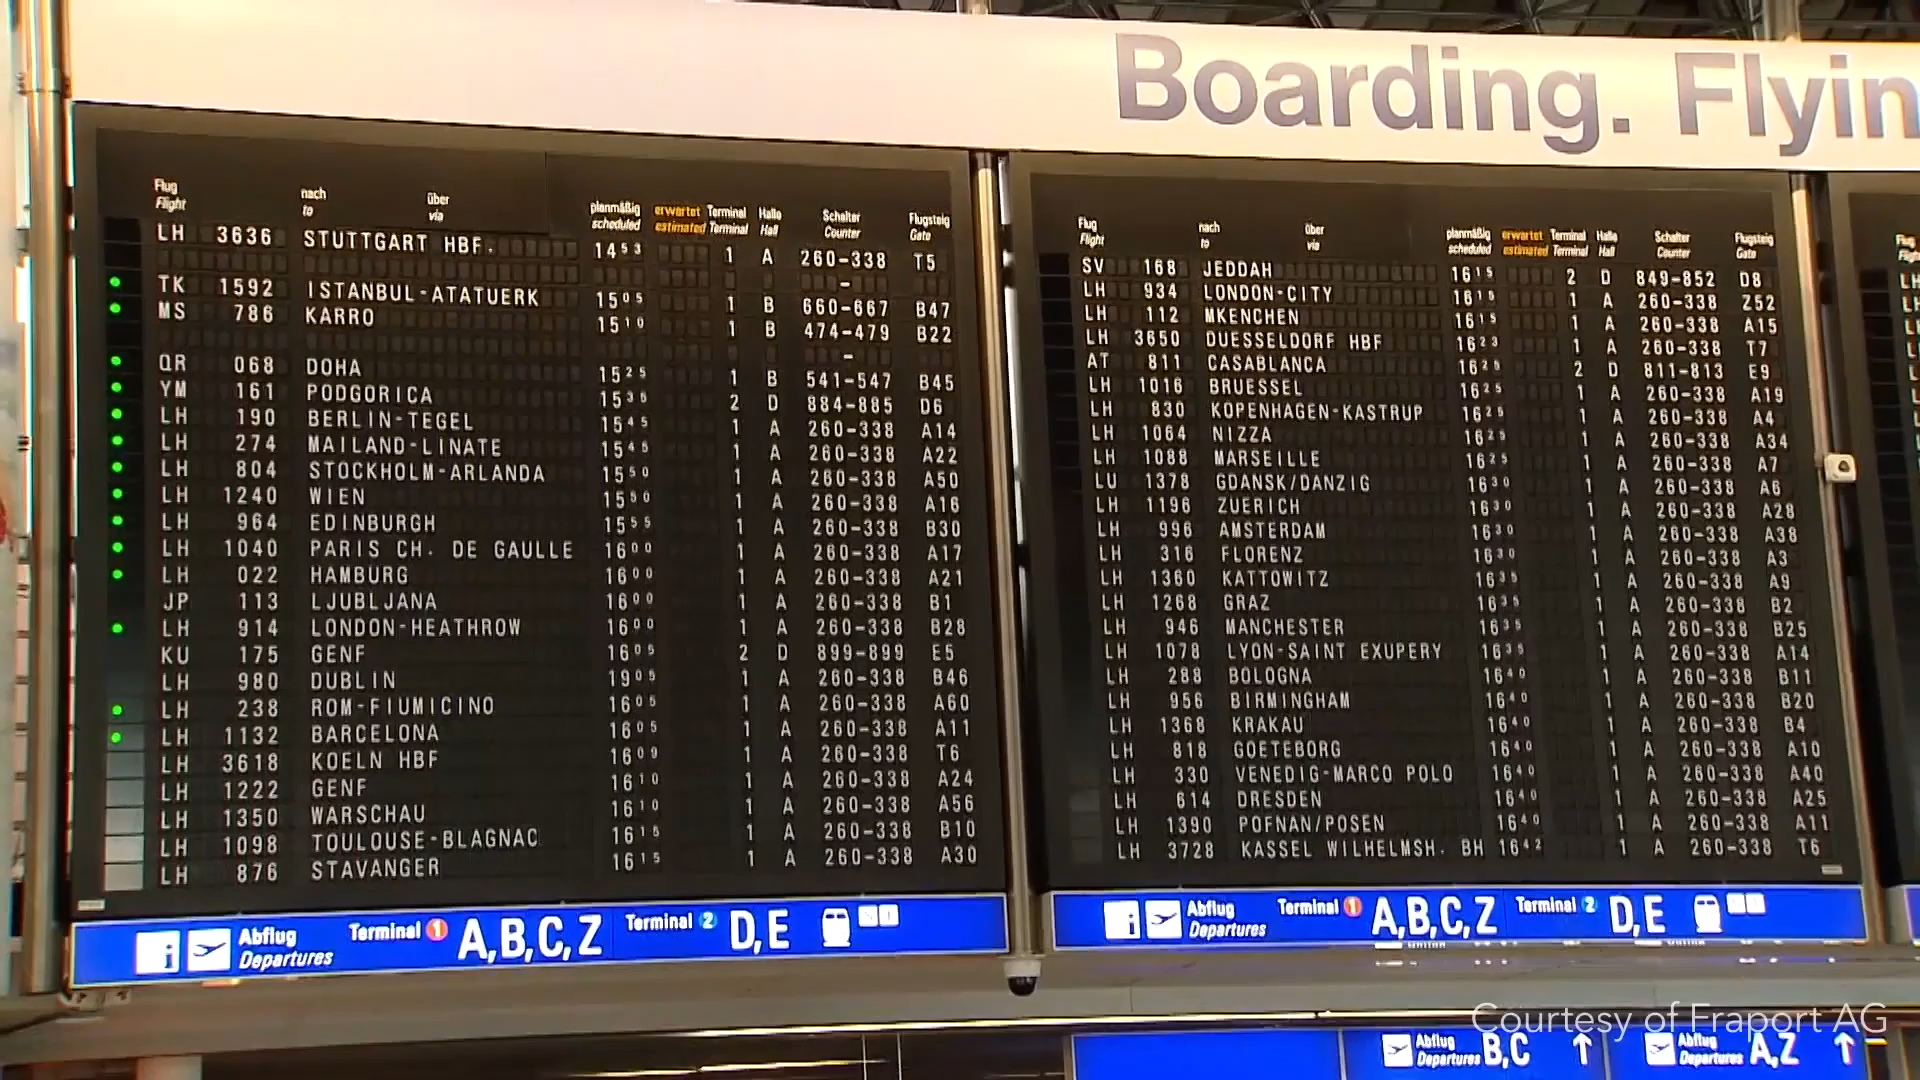 Boarding. Flyin
Flug nach über planmäßig erwartet Terminal Halle Schalter Flugsteig
Flight to via scheduled estimated Terminal Hall Counter Gate
LH 3636 STUTTGART HBF. 1453 1 A 260-338 T5
-
TK 1592 ISTANBUL-ATATUERK 1505 1 B 660-667 B47
MS 786 KARRO 1510 1 B 474-479 B22
-
QR 068 DOHA 1525 1 B 541-547 B45
YM 161 PODGORICA 1535 2 D 884-885 D6
LH 190 BERLIN-TEGEL 1545 1 A 260-338 A14
LH 274 MAILAND-LINATE 1545 1 A 260-338 A22
LH 804 STOCKHOLM-ARLANDA 1550 1 A 260-338 A50
LH 1240 WIEN 1550 1 A 260-338 A16
LH 964 EDINBURGH 1555 1 A 260-338 B30
LH 1040 PARIS CH. DE GAULLE 1600 1 A 260-338 A17
LH 022 HAMBURG 1600 1 A 260-338 A21
JP 113 LJUBLJANA 1600 1 A 260-338 B1
LH 914 LONDON-HEATHROW 1600 1 A 260-338 B28
KU 175 GENF 1605 2 D 899-899 E5
LH 980 DUBLIN 1905 1 A 260-338 B46
LH 238 ROM-FIUMICINO 1605 1 A 260-338 A60
LH 1132 BARCELONA 1605 1 A 260-338 A11
LH 3618 KOELN HBF 1609 1 A 260-338 T6
LH 1222 GENF 1610 1 A 260-338 A24
LH 1350 WARSCHAU 1610 1 A 260-338 A56
LH 1098 TOULOUSE-BLAGNAC 1615 1 A 260-338 B10
LH 876 STAVANGER 1615 1 A 260-338 A30
Abflug Terminal 1 A,B,C,Z Terminal 2 D,E
Departures
Flug nach über planmäßig erwartet Terminal Halle Schalter Flugsteig
Flight to via scheduled estimated Terminal Hall Counter Gate
SV 168 JEDDAH 1615 2 D 849-852 D8
LH 934 LONDON-CITY 1615 1 A 260-338 Z52
LH 112 MKENCHEN 1615 1 A 260-338 A15
LH 3650 DUESSELDORF HBF 1623 1 A 260-338 T7
AT 811 CASABLANCA 1625 2 D 811-813 E9
LH 1016 BRUESSEL 1625 1 A 260-338 A19
LH 830 KOPENHAGEN-KASTRUP 1625 1 A 260-338 A4
LH 1064 NIZZA 1625 1 A 260-338 A34
LH 1088 MARSEILLE 1625 1 A 260-338 A7
LU 1378 GDANSK/DANZIG 1630 1 A 260-338 A6
LH 1196 ZUERICH 1630 1 A 260-338 A28
LH 996 AMSTERDAM 1630 1 A 260-338 A38
LH 316 FLORENZ 1630 1 A 260-338 A3
LH 1360 KATTOWITZ 1635 1 A 260-338 A9
LH 1268 GRAZ 1635 1 A 260-338 B2
LH 946 MANCHESTER 1635 1 A 260-338 B25
LH 1078 LYON-SAINT EXUPERY 1635 1 A 260-338 A14
LH 288 BOLOGNA 1640 1 A 260-338 B11
LH 956 BIRMINGHAM 1640 1 A 260-338 B20
LH 1368 KRAKAU 1640 1 A 260-338 B4
LH 818 GOETEBORG 1640 1 A 260-338 A10
LH 330 VENEDIG-MARCO POLO 1640 1 A 260-338 A40
LH 614 DRESDEN 1640 1 A 260-338 A25
LH 1390 POFNAN/POSEN 1640 1 A 260-338 A11
LH 3728 KASSEL WILHELMSH. BH 1642 1 A 260-338 T6
Abflug Terminal 1 A,B,C,Z Terminal 2 D,E
Departures
Courtesy of Fraport AG
Abflug B,C
Departures
Abflug A,Z
Departures